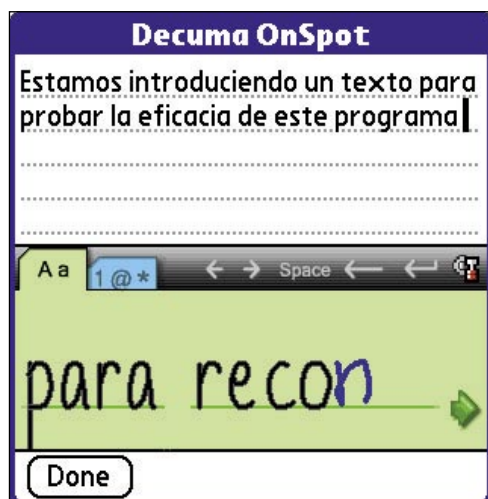 Decuma OnSpot
Estamos introduciendo un texto para
probar la eficacia de este programa
Aa 1@* Space
para recon
Done